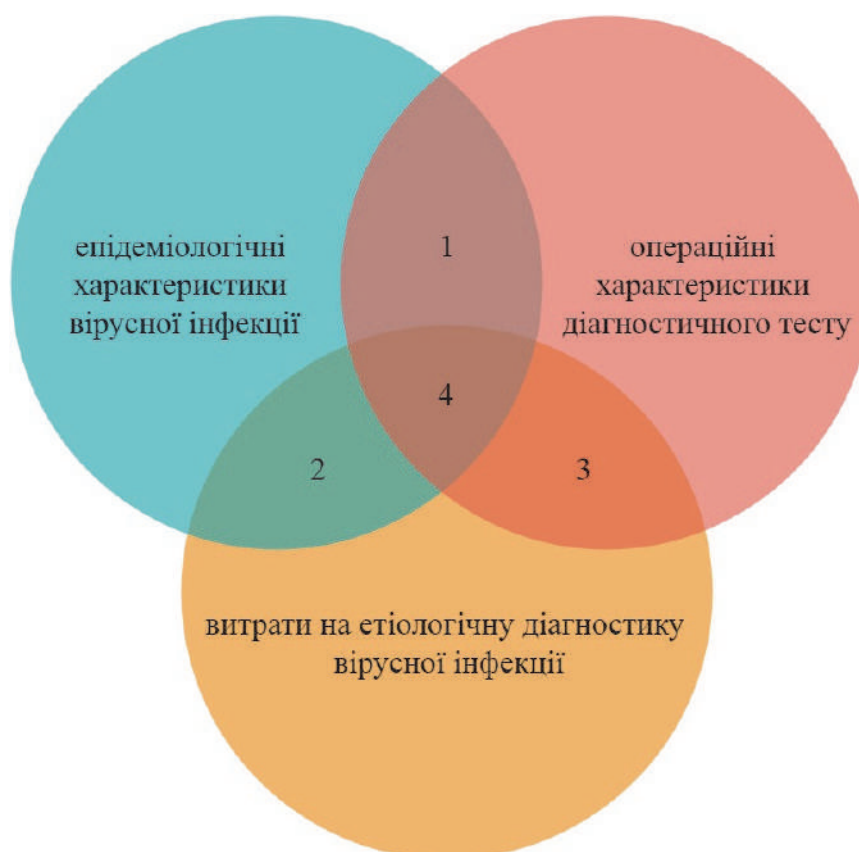 епідеміологічні
характеристики
вірусної інфекції
1
операційні
характеристики
діагностичного тесту
4
2
3
витрати на етіологічну діагностику
вірусної інфекції